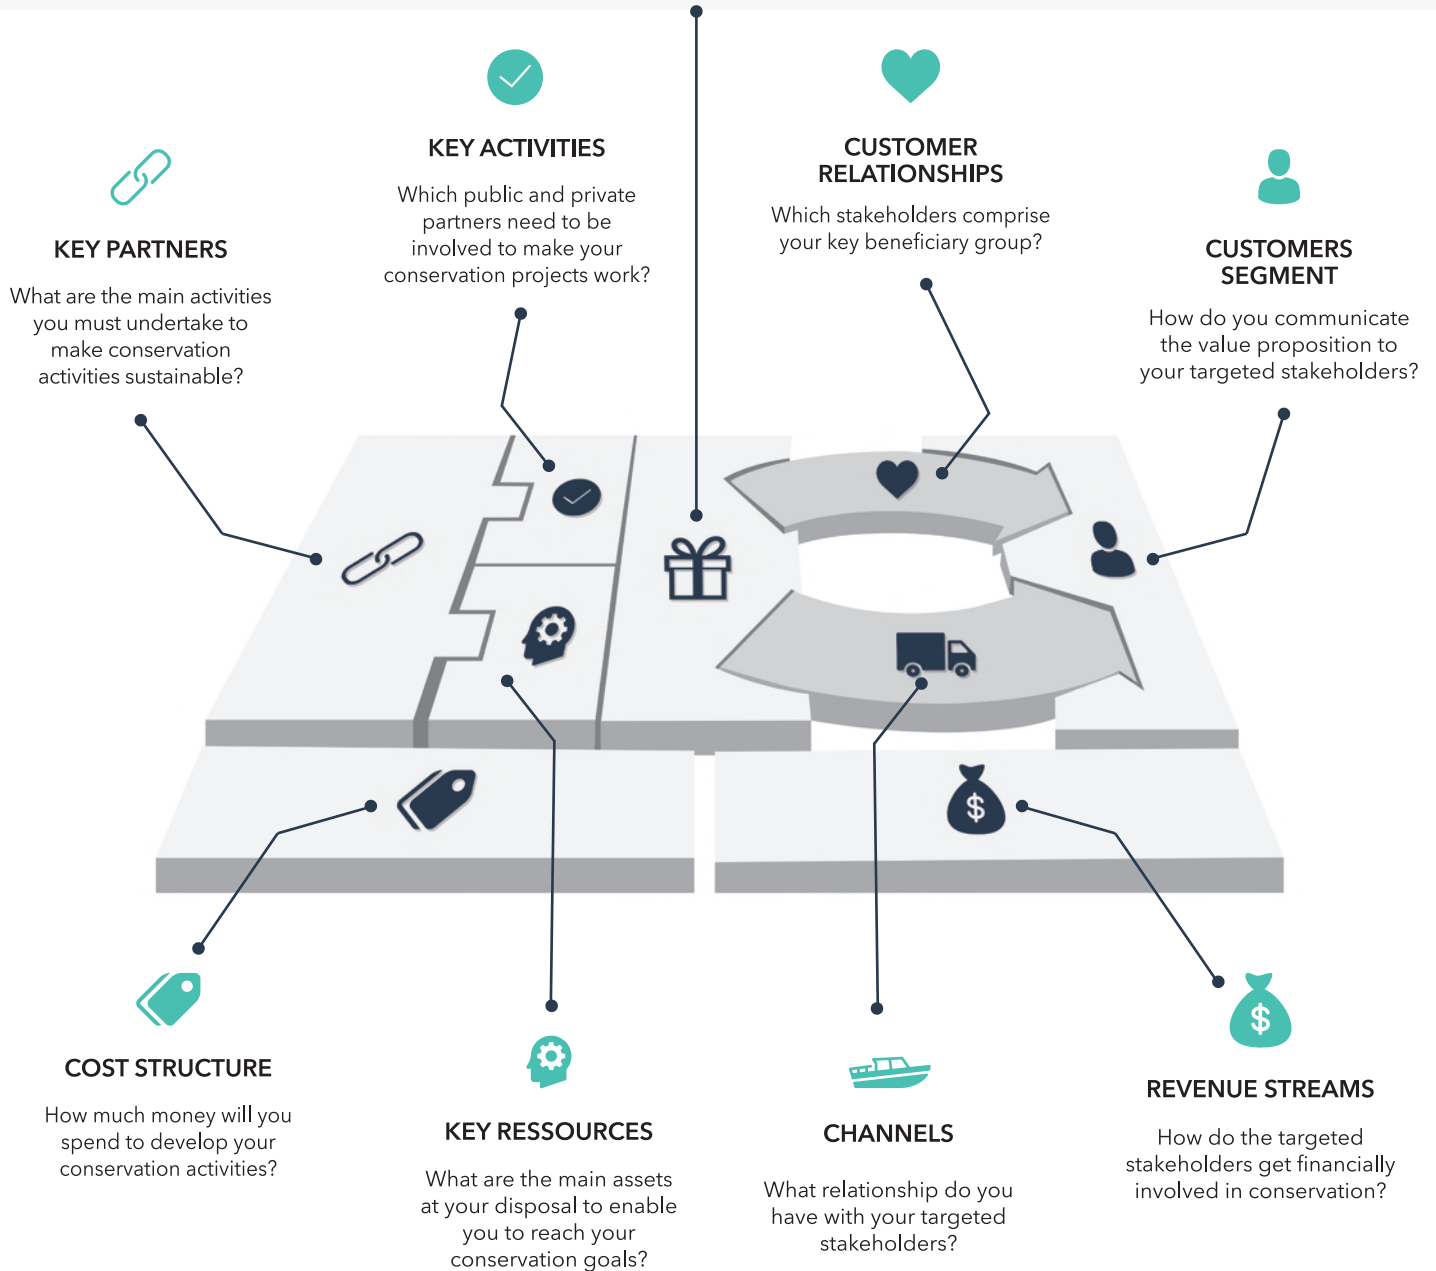 KEY ACTIVITIES
Which public and private
partners need to be
involved to make your
conservation projects work?
CUSTOMER
RELATIONSHIPS
Which stakeholders comprise
your key beneficiary group?
KEY PARTNERS
What are the main activities
you must undertake to
make conservation
activities sustainable?
CUSTOMERS
SEGMENT
How do you communicate
the value proposition to
your targeted stakeholders?
$
COST STRUCTURE
How much money will you
spend to develop your
conservation activities?
KEY RESSOURCES
What are the main assets
at your disposal to enable
you to reach your
conservation goals?
CHANNELS
What relationship do you
have with your targeted
stakeholders?
$
REVENUE STREAMS
How do the targeted
stakeholders get financially
involved in conservation?